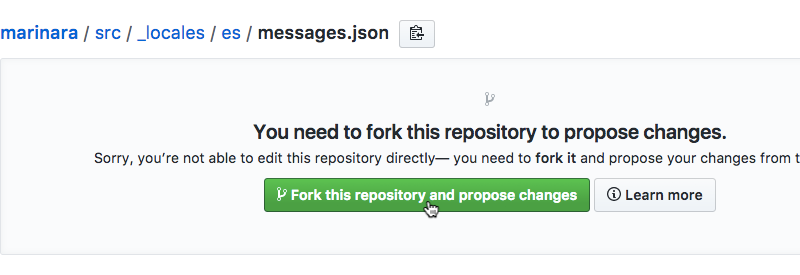 marinara / src / _locales / es / messages.json
You need to fork this repository to propose changes.
Sorry, you’re not able to edit this repository directly— you need to fork it and propose your changes from t
Fork this repository and propose changes
Learn more